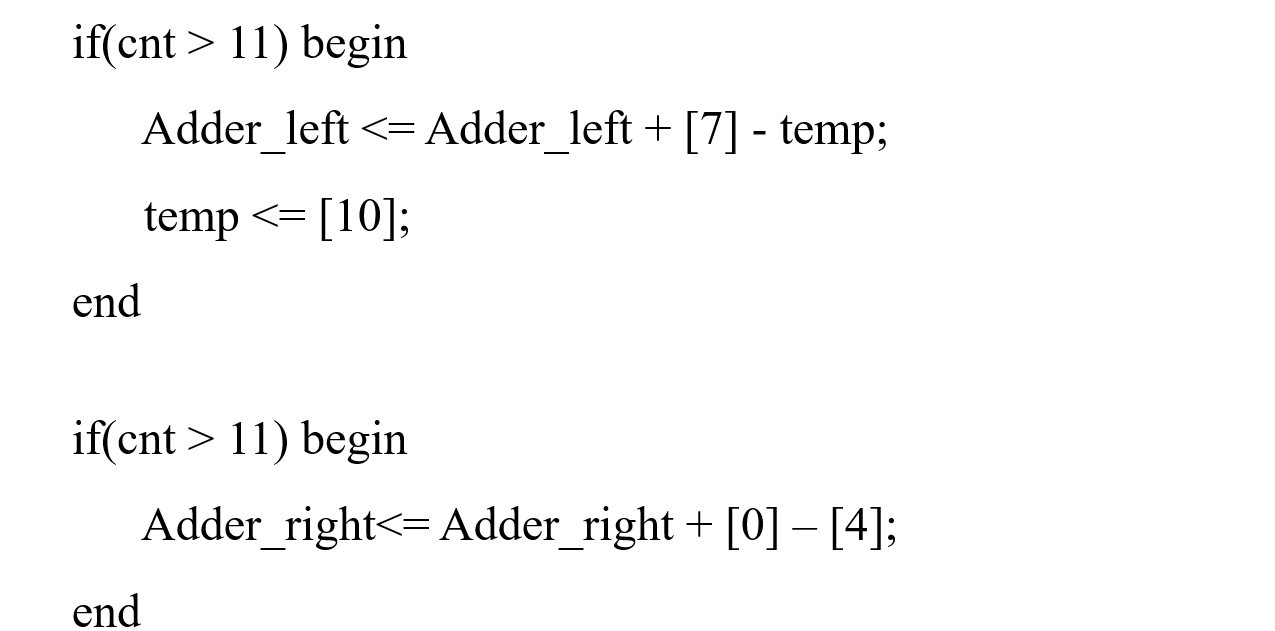 if(cnt > 11) begin
Adder_left <= Adder_left + [7] - temp;
temp <= [10];
end
if(cnt > 11) begin
Adder_right<= Adder_right + [0] – [4];
end